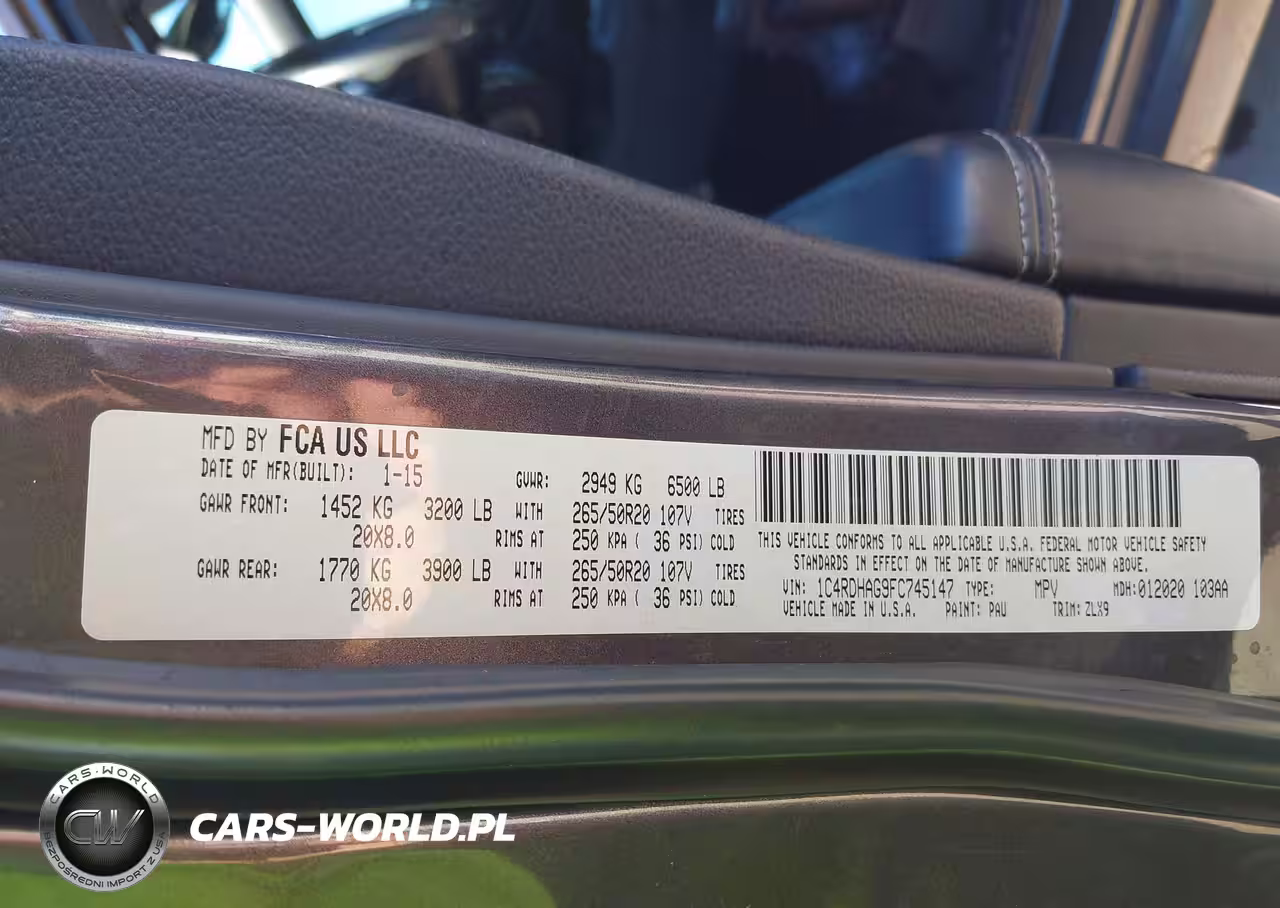 MFD BY FCA US LLC
DATE OF MFR(BUILT): 1-15 GVWR: 2949 KG 6500 LB
GAWR FRONT: 1452 KG 3200 LB WITH 265/50R20 107V TIRES
20X8.0 RIMS AT 250 KPA ( 36 PSI) COLD
GAWR REAR: 1770 KG 3900 LB WITH 265/50R20 107V TIRES
20X8.0 RIMS AT 250 KPA ( 36 PSI) COLD
THIS VEHICLE CONFORMS TO ALL APPLICABLE U.S.A. FEDERAL MOTOR VEHICLE SAFETY
STANDARDS IN EFFECT ON THE DATE OF MANUFACTURE SHOWN ABOVE.
VIN: 1C4RDHAG9FC745147 TYPE: MPV MDH:012020 103AA
VEHICLE MADE IN U.S.A. PAINT: PAU TRIM: ZLX9
CARS-WORLD
CW
BEZPOŚREDNI IMPORT Z USA
CARS-WORLD.PL